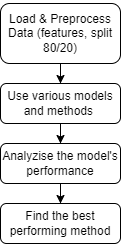 Load & Preprocess
Data (features, split
80/20)
Use various models
and methods
Analyzise the model's
performance
Find the best
performing method